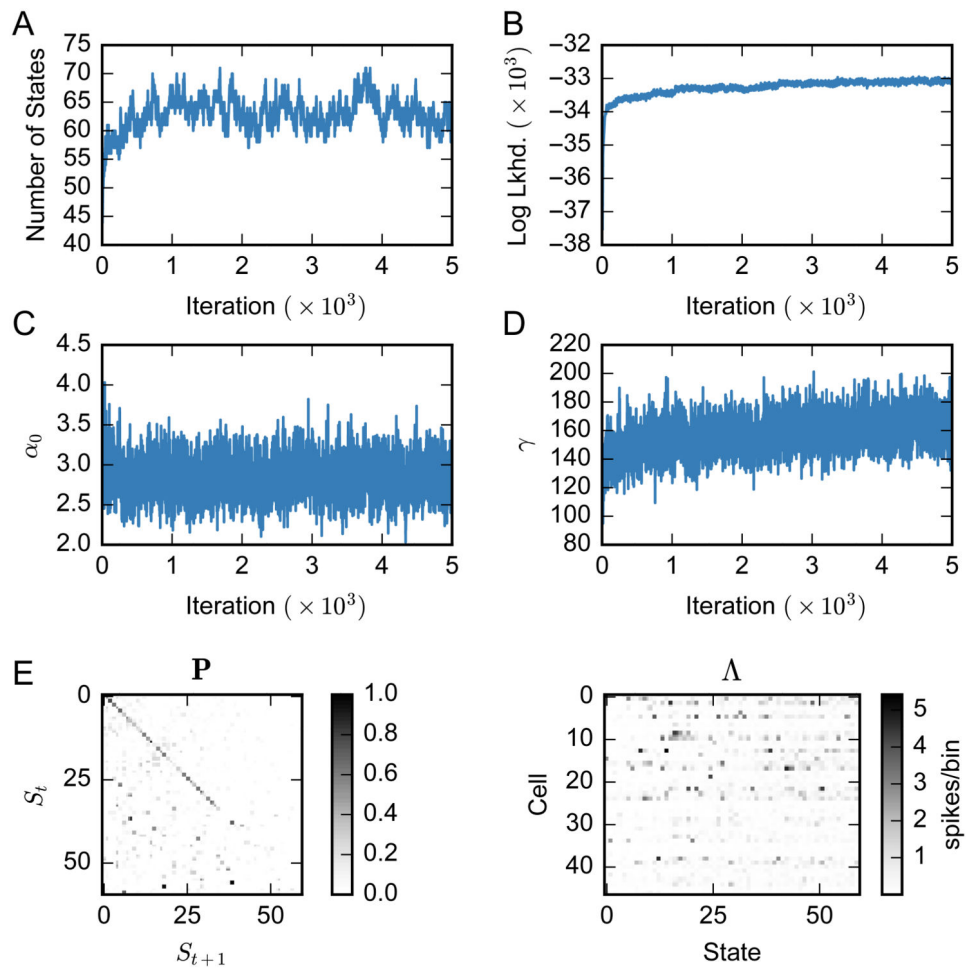 A
Number of States
75
70
65
60
55
50
45
40
0 1 2 3 4 5
Iteration ( × 10³)
B
Log Lkhd. ( × 10³)
−32
−33
−34
−35
−36
−37
−38
0 1 2 3 4 5
Iteration ( × 10³)
C
α₀
4.5
4.0
3.5
3.0
2.5
2.0
0 1 2 3 4 5
Iteration ( × 10³)
D
γ
220
200
180
160
140
120
100
80
0 1 2 3 4 5
Iteration ( × 10³)
E
P
Sₜ
0
25
50
0 25 50
Sₜ₊₁
1.0
0.8
0.6
0.4
0.2
0.0
Λ
Cell
0
10
20
30
40
0 25 50
State
5
4
3
2
1
spikes/bin